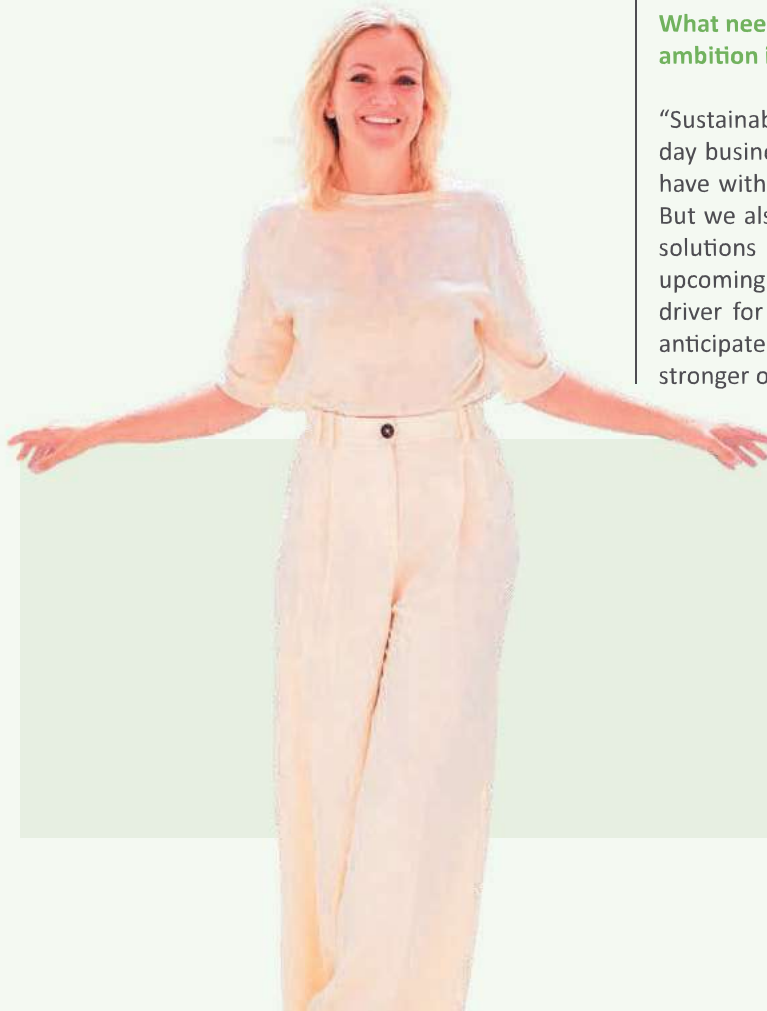 What nee
ambition i
“Sustainab
day busine
have with
But we als
solutions
upcoming
driver for
anticipate
stronger o